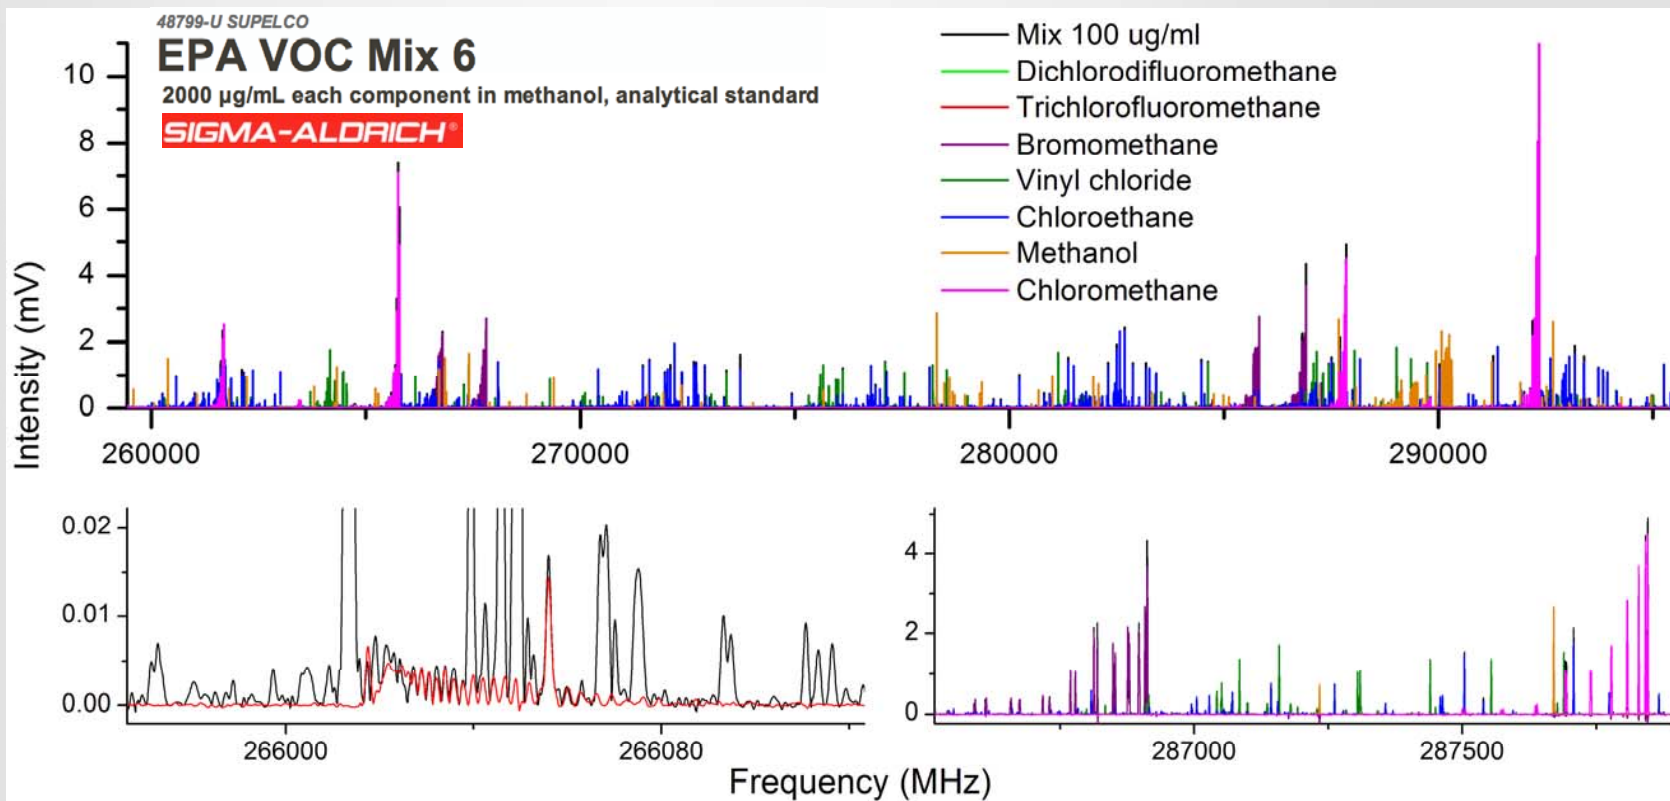 48799-U SUPELCO
EPA VOC Mix 6
2000 µg/mL each component in methanol, analytical standard
SIGMA-ALDRICH®
Mix 100 ug/ml
Dichlorodifluoromethane
Trichlorofluoromethane
Bromomethane
Vinyl chloride
Chloroethane
Methanol
Chloromethane
Intensity (mV)
10
8
6
4
2
0
260000 270000 280000 290000
0.02
0.01
0.00
266000 266080
4
2
0
287000 287500
Frequency (MHz)